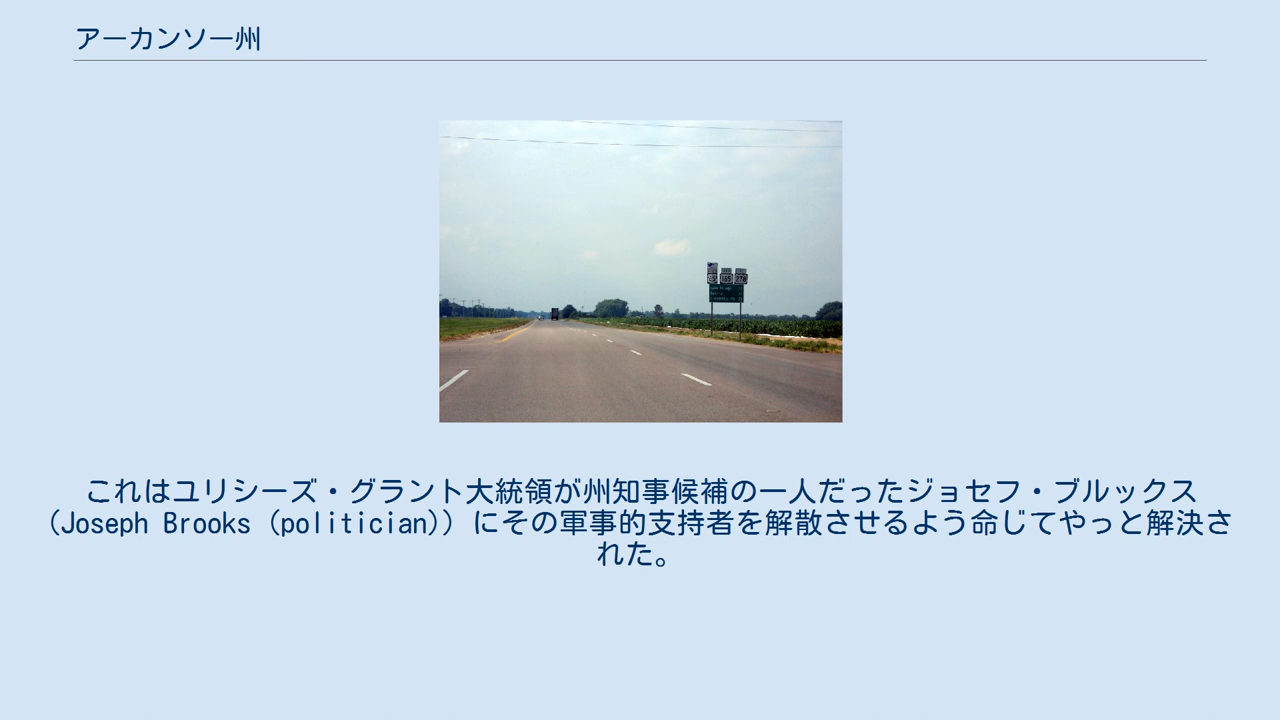 アーカンソー州
これはユリシーズ・グラント大統領が州知事候補の一人だったジョセフ・ブルックス
（Joseph Brooks (politician)）にその軍事的支持者を解散させるよう命じてやっと解決さ
れた。